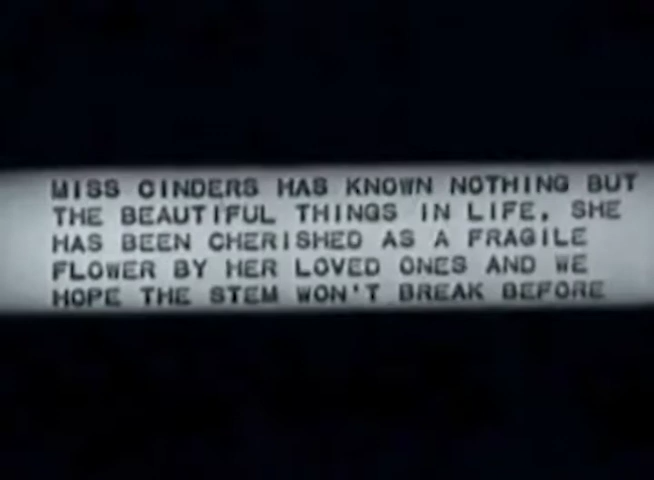 MISS CINDERS HAS KNOWN NOTHING BUT
THE BEAUTIFUL THINGS IN LIFE. SHE
HAS BEEN CHERISHED AS A FRAGILE
FLOWER BY HER LOVED ONES AND WE
HOPE THE STEM WON'T BREAK BEFORE